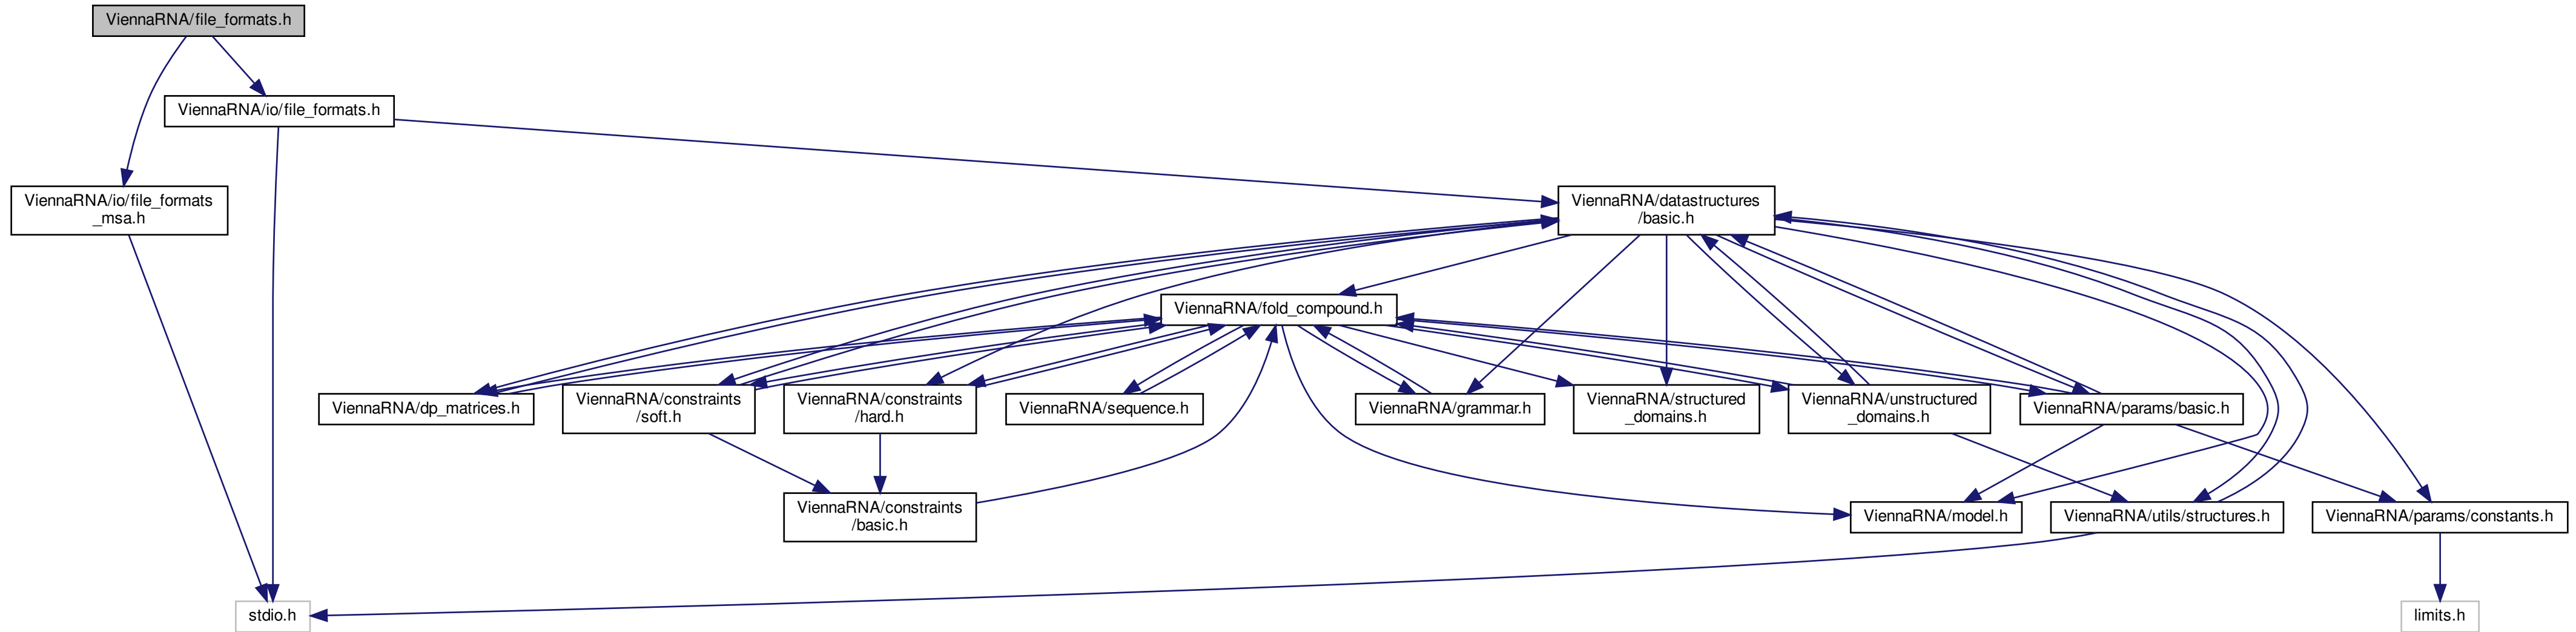 ViennaRNA/file_formats.h
ViennaRNA/io/file_formats.h
ViennaRNA/io/file_formats
_msa.h
ViennaRNA/datastructures
/basic.h
ViennaRNA/fold_compound.h
ViennaRNA/dp_matrices.h
ViennaRNA/constraints
/soft.h
ViennaRNA/constraints
/hard.h
ViennaRNA/sequence.h
ViennaRNA/grammar.h
ViennaRNA/structured
_domains.h
ViennaRNA/unstructured
_domains.h
ViennaRNA/params/basic.h
ViennaRNA/constraints
/basic.h
ViennaRNA/model.h
ViennaRNA/utils/structures.h
ViennaRNA/params/constants.h
stdio.h
limits.h